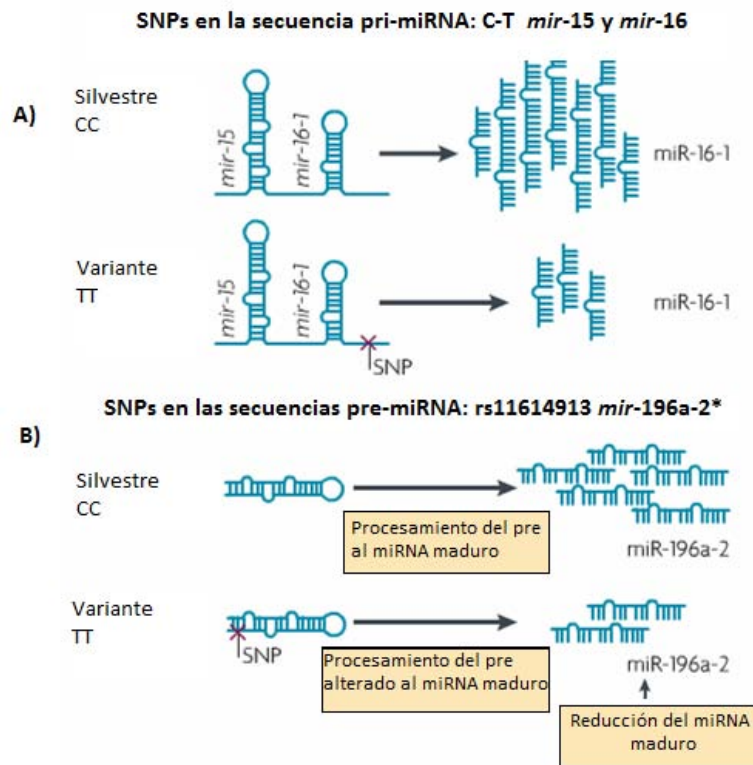 SNPs en la secuencia pri-miRNA: C-T mir-15 y mir-16
A)
Silvestre
CC
mir-15
mir-16-1
miR-16-1
Variante
TT
mir-15
mir-16-1
SNP
miR-16-1
SNPs en las secuencias pre-miRNA: rs11614913 mir-196a-2*
B)
Silvestre
CC
Procesamiento del pre
al miRNA maduro
miR-196a-2
Variante
TT
SNP
Procesamiento del pre
alterado al miRNA maduro
miR-196a-2
Reducción del miRNA
maduro